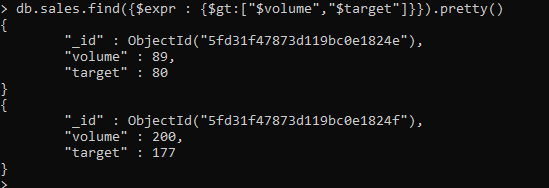 > db.sales.find({$expr : {$gt:["$volume","$target"]}}).pretty()
{
        "_id" : ObjectId("5fd31f47873d119bc0e1824e"),
        "volume" : 89,
        "target" : 80
}
{
        "_id" : ObjectId("5fd31f47873d119bc0e1824f"),
        "volume" : 200,
        "target" : 177
}
>